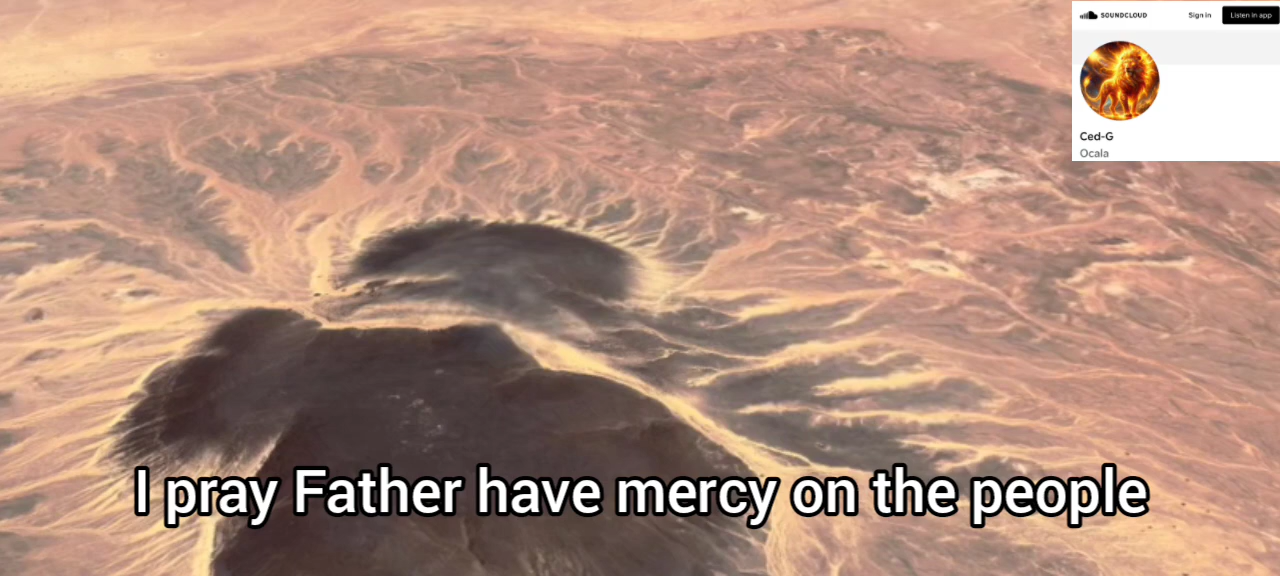 SOUNDCLOUD
Sign in
Listen in app
Ced-G
Ocala
I pray Father have mercy on the people